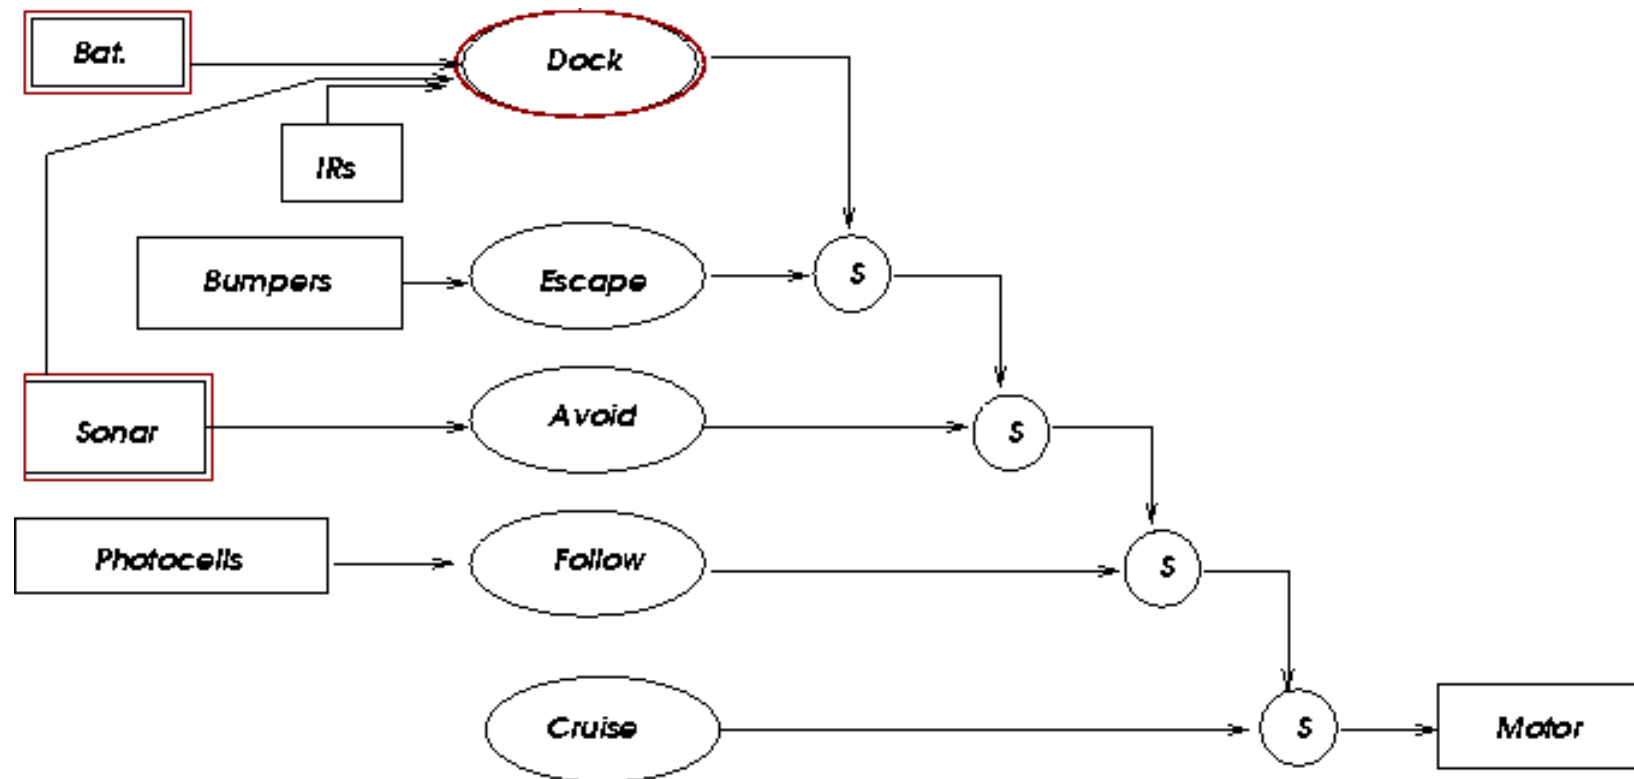 Bat.
Dock
IRs
Bumpers
Escape
S
Sonar
Avoid
S
Photocells
Follow
S
Cruise
S
Motor